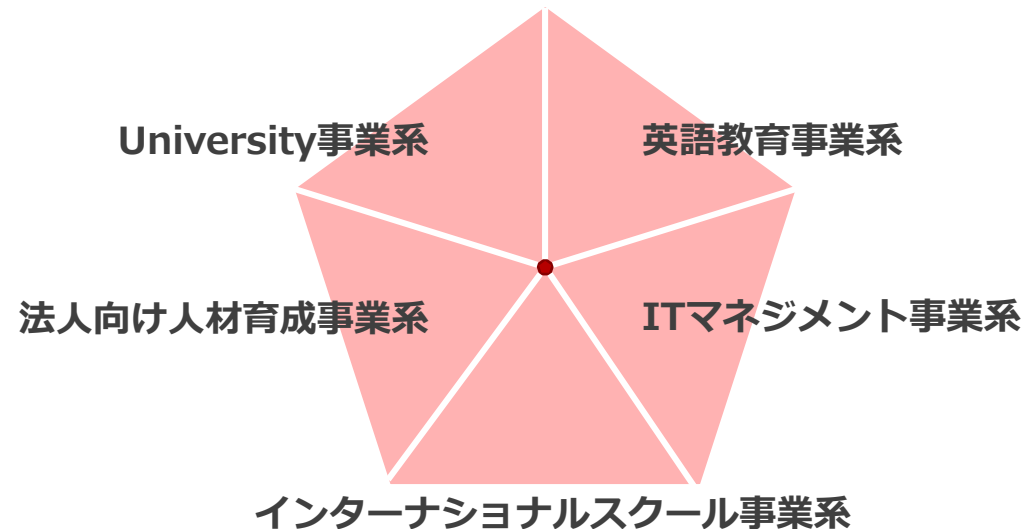 University事業系
英語教育事業系
法人向け人材育成事業系
ITマネジメント事業系
インターナショナルスクール事業系